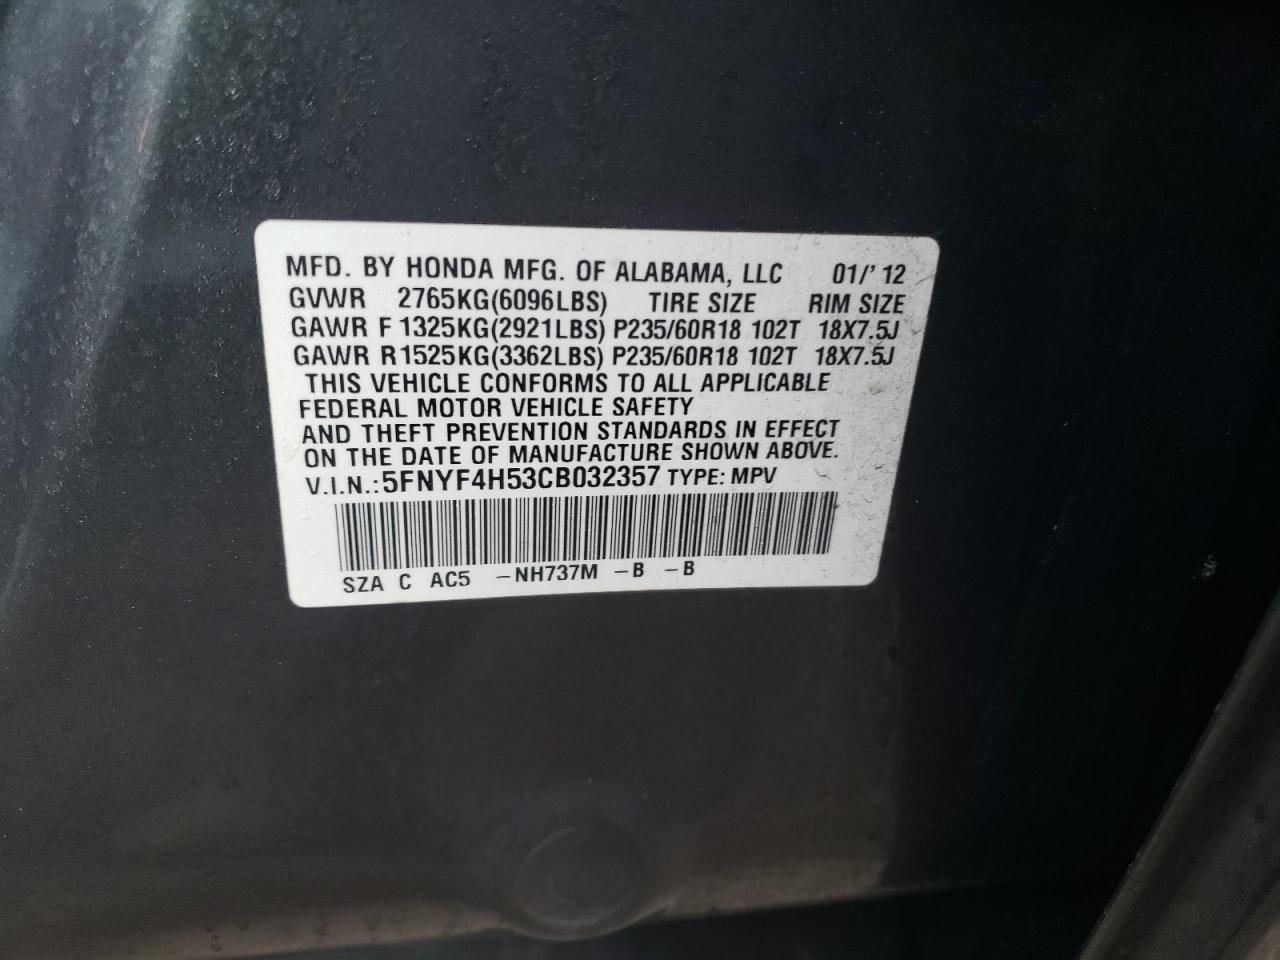 MFD. BY HONDA MFG. OF ALABAMA, LLC 01/'12
GVWR 2765KG(6096LBS) TIRE SIZE RIM SIZE
GAWR F 1325KG(2921LBS) P235/60R18 102T 18X7.5J
GAWR R1525KG(3362LBS) P235/60R18 102T 18X7.5J
THIS VEHICLE CONFORMS TO ALL APPLICABLE
FEDERAL MOTOR VEHICLE SAFETY
AND THEFT PREVENTION STANDARDS IN EFFECT
ON THE DATE OF MANUFACTURE SHOWN ABOVE.
V.I.N.: 5FNYF4H53CB032357 TYPE: MPV
SZA C AC5 -NH737M -B -B